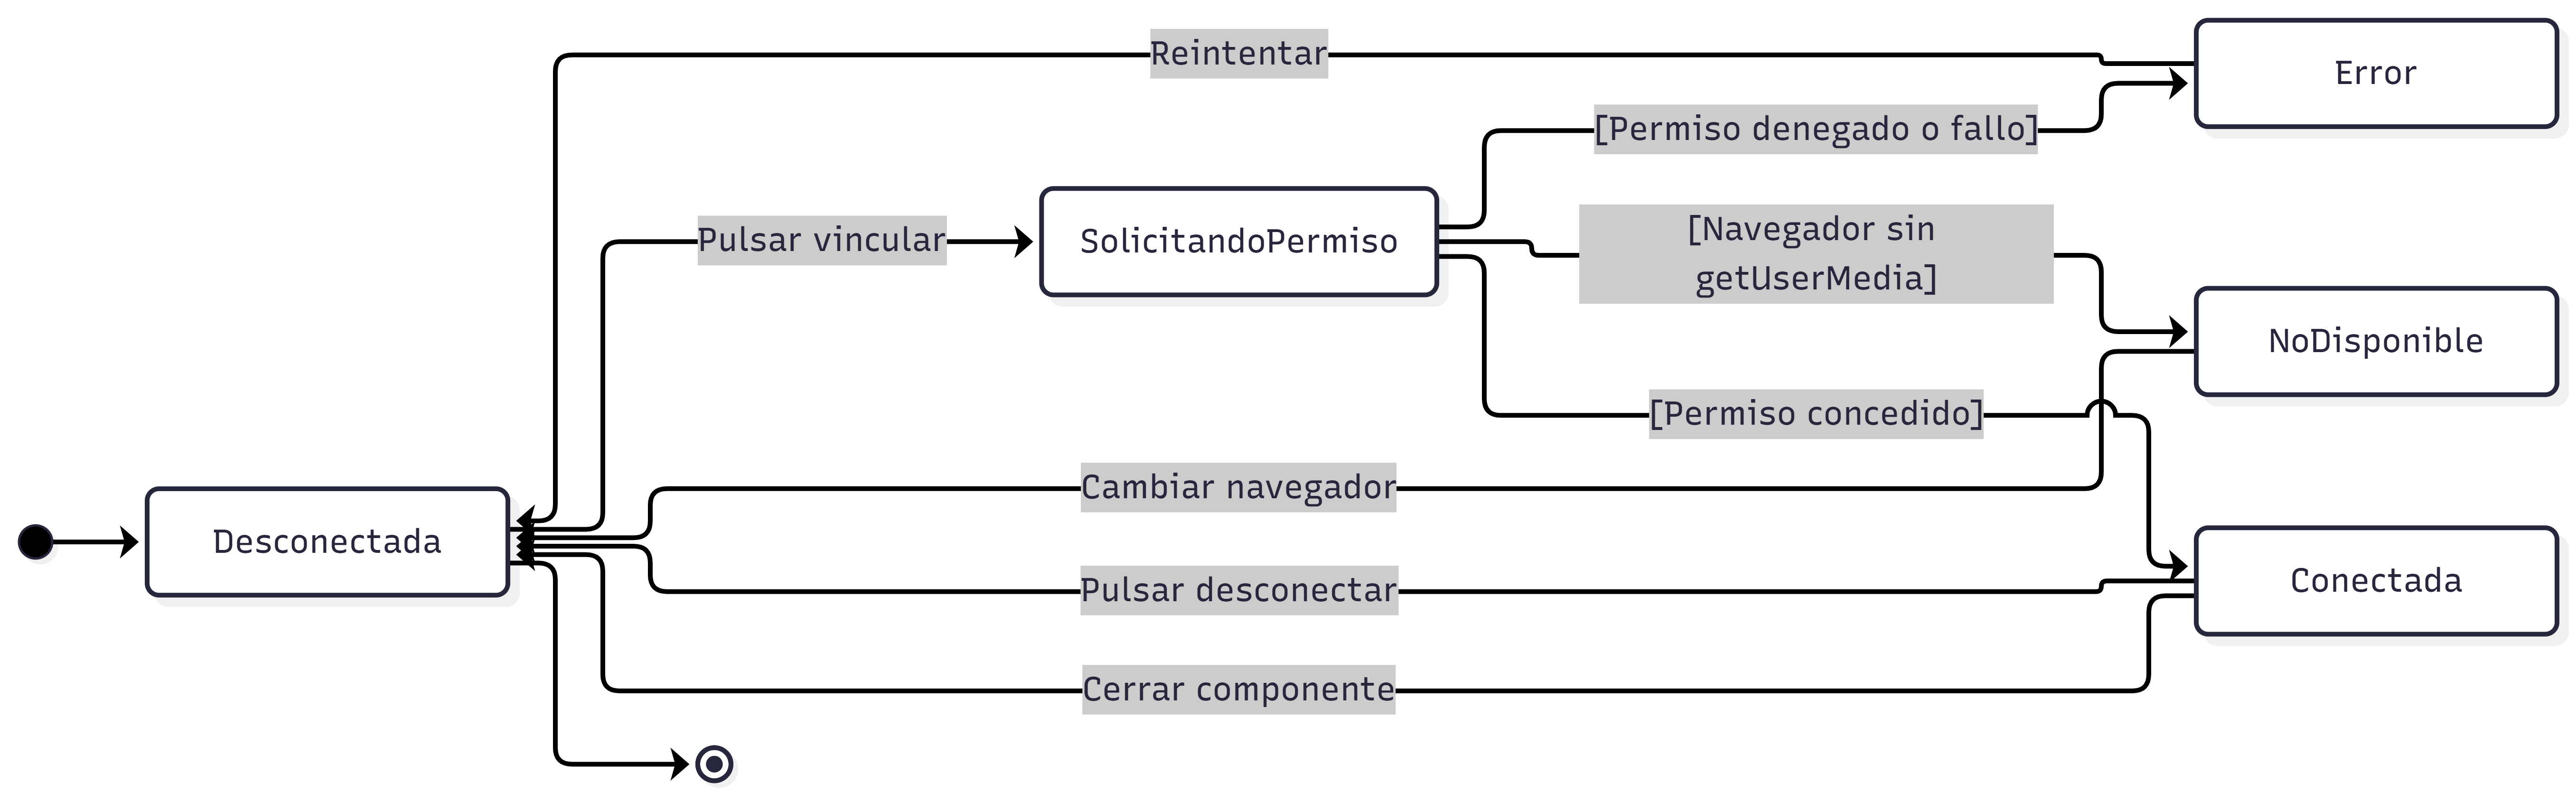 Reintentar
Error
[Permiso denegado o fallo]
Pulsar vincular
SolicitandoPermiso
[Navegador sin
getUserMedia]
NoDisponible
[Permiso concedido]
Cambiar navegador
Desconectada
Pulsar desconectar
Conectada
Cerrar componente